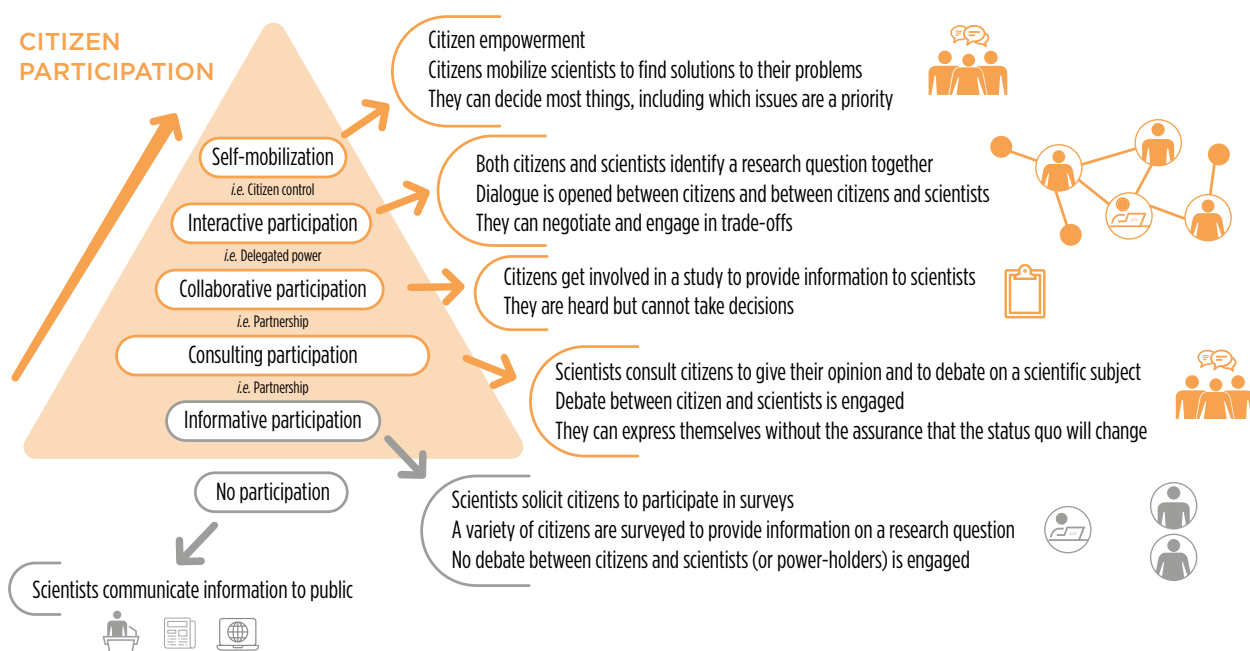 CITIZEN
PARTICIPATION
Citizen empowerment
Citizens mobilize scientists to find solutions to their problems
They can decide most things, including which issues are a priority
Self-mobilization
i.e. Citizen control
Both citizens and scientists identify a research question together
Dialogue is opened between citizens and between citizens and scientists
They can negotiate and engage in trade-offs
Interactive participation
i.e. Delegated power
Collaborative participation
i.e. Partnership
Citizens get involved in a study to provide information to scientists
They are heard but cannot take decisions
Consulting participation
i.e. Partnership
Scientists consult citizens to give their opinion and to debate on a scientific subject
Debate between citizen and scientists is engaged
They can express themselves without the assurance that the status quo will change
Informative participation
Scientists solicit citizens to participate in surveys
A variety of citizens are surveyed to provide information on a research question
No debate between citizens and scientists (or power-holders) is engaged
No participation
Scientists communicate information to public